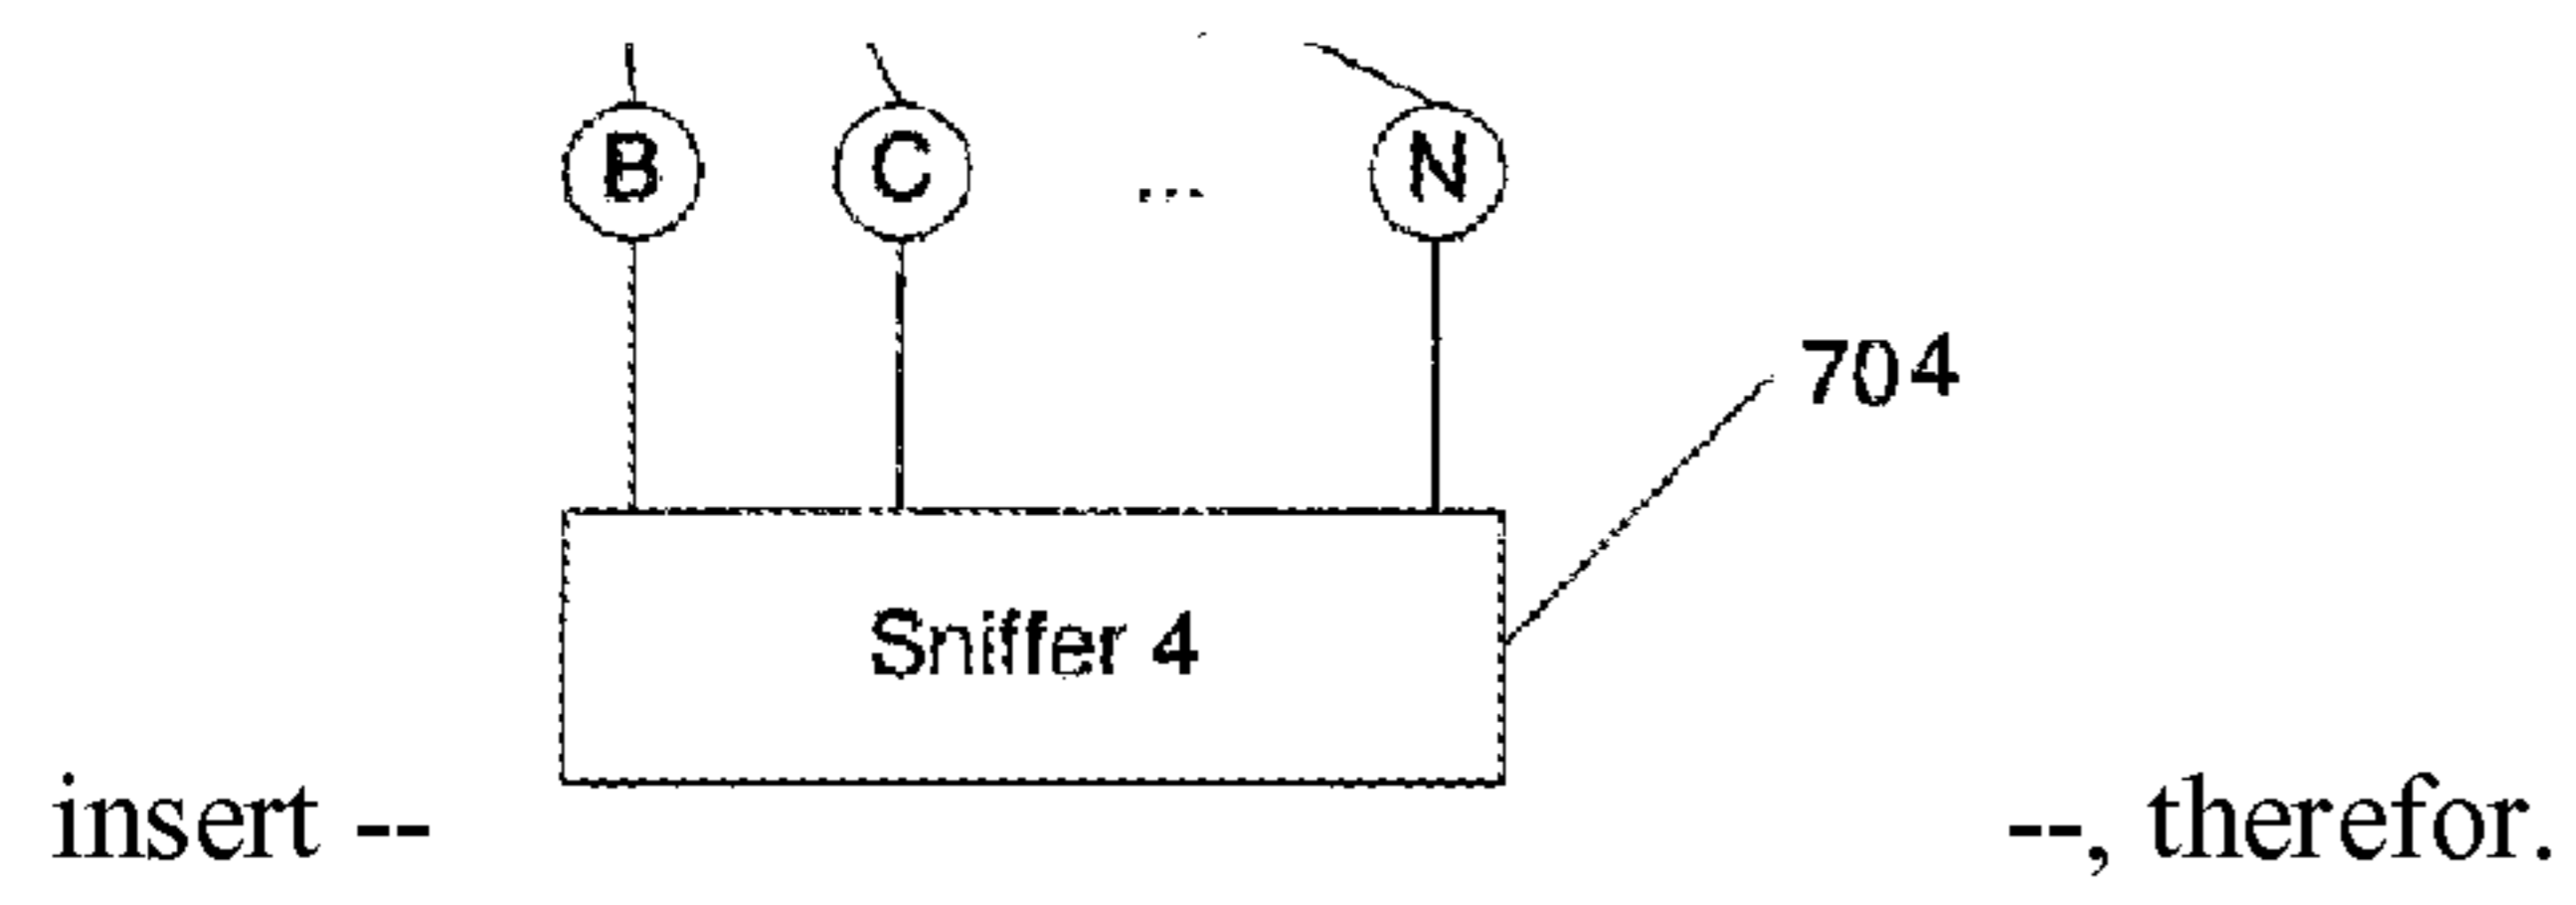 B C ... N
704
Sniffer 4
insert -- --, therefor.